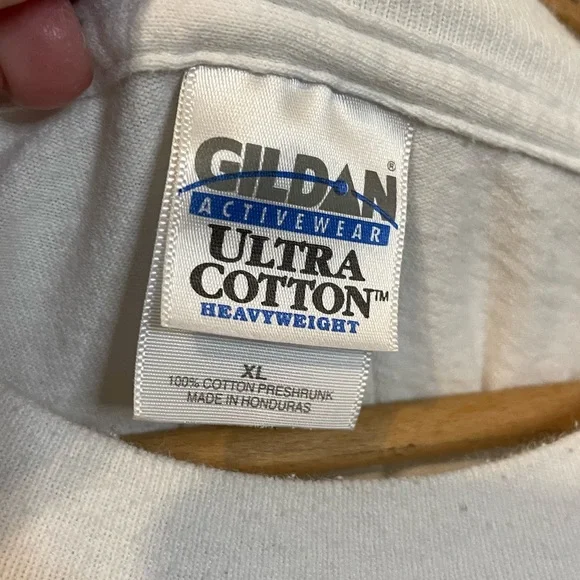 GILDAN®
ACTIVEWEAR
ULTRA
COTTON™
HEAVYWEIGHT
XL
100% COTTON PRESHRUNK
MADE IN HONDURAS